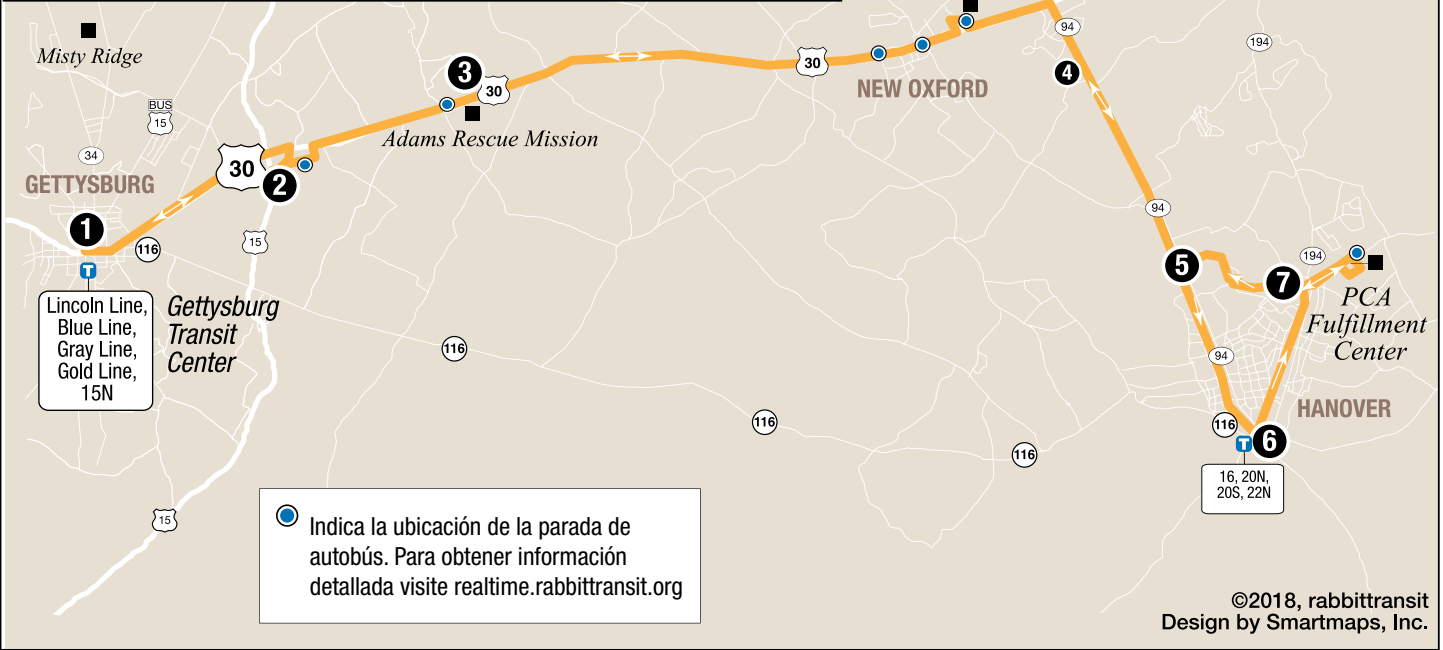 Misty Ridge
BUS
15
34
GETTYSBURG
1
116
T
Lincoln Line,
Blue Line,
Gray Line,
Gold Line,
15N
Gettysburg
Transit
Center
30
2
15
15
3
30
Adams Rescue Mission
30
NEW OXFORD
94
4
194
94
5
7
194
PCA
Fulfillment
Center
94
HANOVER
116
6
T
16, 20N,
20S, 22N
116
116
116
Indica la ubicación de la parada de
autobús. Para obtener información
detallada visite realtime.rabbittransit.org
©2018, rabbittransit
Design by Smartmaps, Inc.